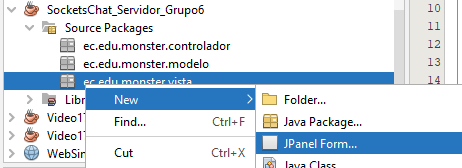 SocketsChat_Servidor_Grupo6
Source Packages
ec.edu.monster.controlador
ec.edu.monster.modelo
ec.edu.monster.vista
Libr
New
Video1
Find... Ctrl+F
Video1
WebSim
Cut Ctrl+X
Folder...
Java Package...
JPanel Form...
Java Class
10
11
12
13
14